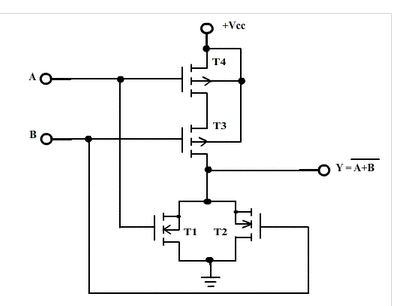 +Vcc
T4
A
T3
B
Y = A+B
T1 T2